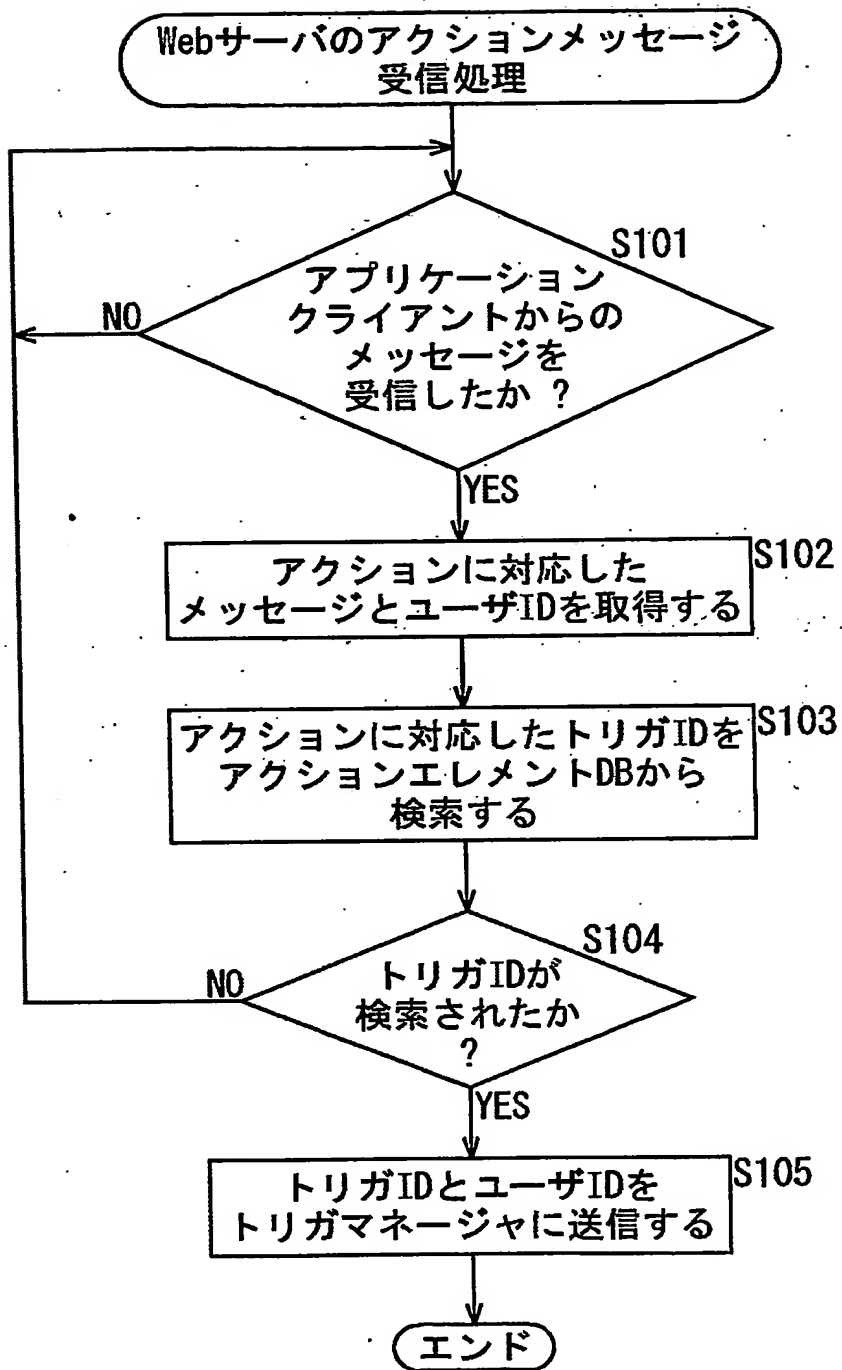 Webサーバのアクションメッセージ
受信処理
S101
アプリケーション
クライアントからの
メッセージを
受信したか ?
NO
YES
S102
アクションに対応した
メッセージとユーザIDを取得する
S103
アクションに対応したトリガIDを
アクションエレメントDBから
検索する
S104
トリガIDが
検索されたか
?
NO
YES
S105
トリガIDとユーザIDを
トリガマネージャに送信する
エンド